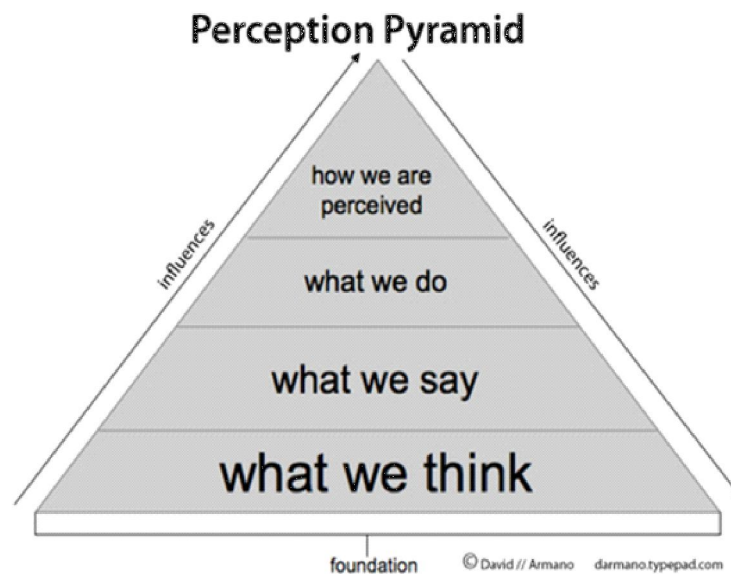 Perception Pyramid
how we are
perceived
influences
influences
what we do
what we say
what we think
foundation
© David // Armano darmano.typepad.com